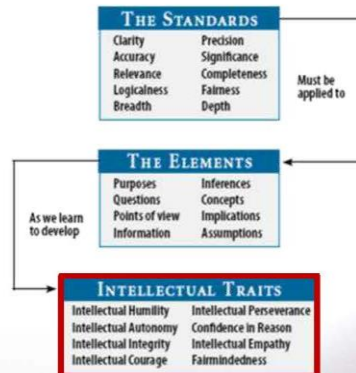 THE STANDARDS
Clarity Precision
Accuracy Significance
Relevance Completeness
Logicalness Fairness
Breadth Depth
Must be
applied to
THE ELEMENTS
Purposes Inferences
Questions Concepts
Points of view Implications
Information Assumptions
As we learn
to develop
INTELLECTUAL TRAITS
Intellectual Humility Intellectual Perseverance
Intellectual Autonomy Confidence in Reason
Intellectual Integrity Intellectual Empathy
Intellectual Courage Fairmindedness